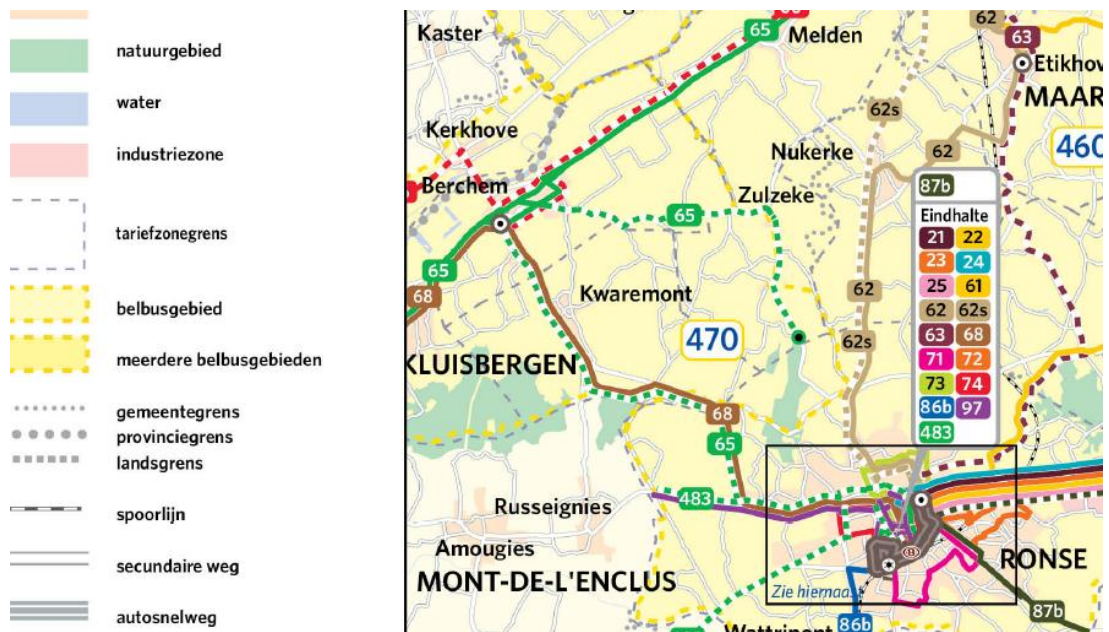 natuurgebied
water
industriezone
tariefzonegrens
belbusgebied
meerdere belbusgebieden
gemeentegrens
provinciegrens
landsgrens
spoorlijn
secundaire weg
autosnelweg
Kaster
65
Melden
62
63
Etikhov
MAAR
460
Kerkhove
62s
Nukerke
62
Berchem
Zulzeke
65
87b
Eindhalte
21 22
23 24
25 61
62 62s
63 68
71 72
73 74
86b 97
483
65
68
Kwaremont
62
470
62s
KLUISBERGEN
68
65
483
Russeignies
Amougies
MONT-DE-L'ENCLUS
RONSE
Zie hiernaas
86b
87b
Wattripont